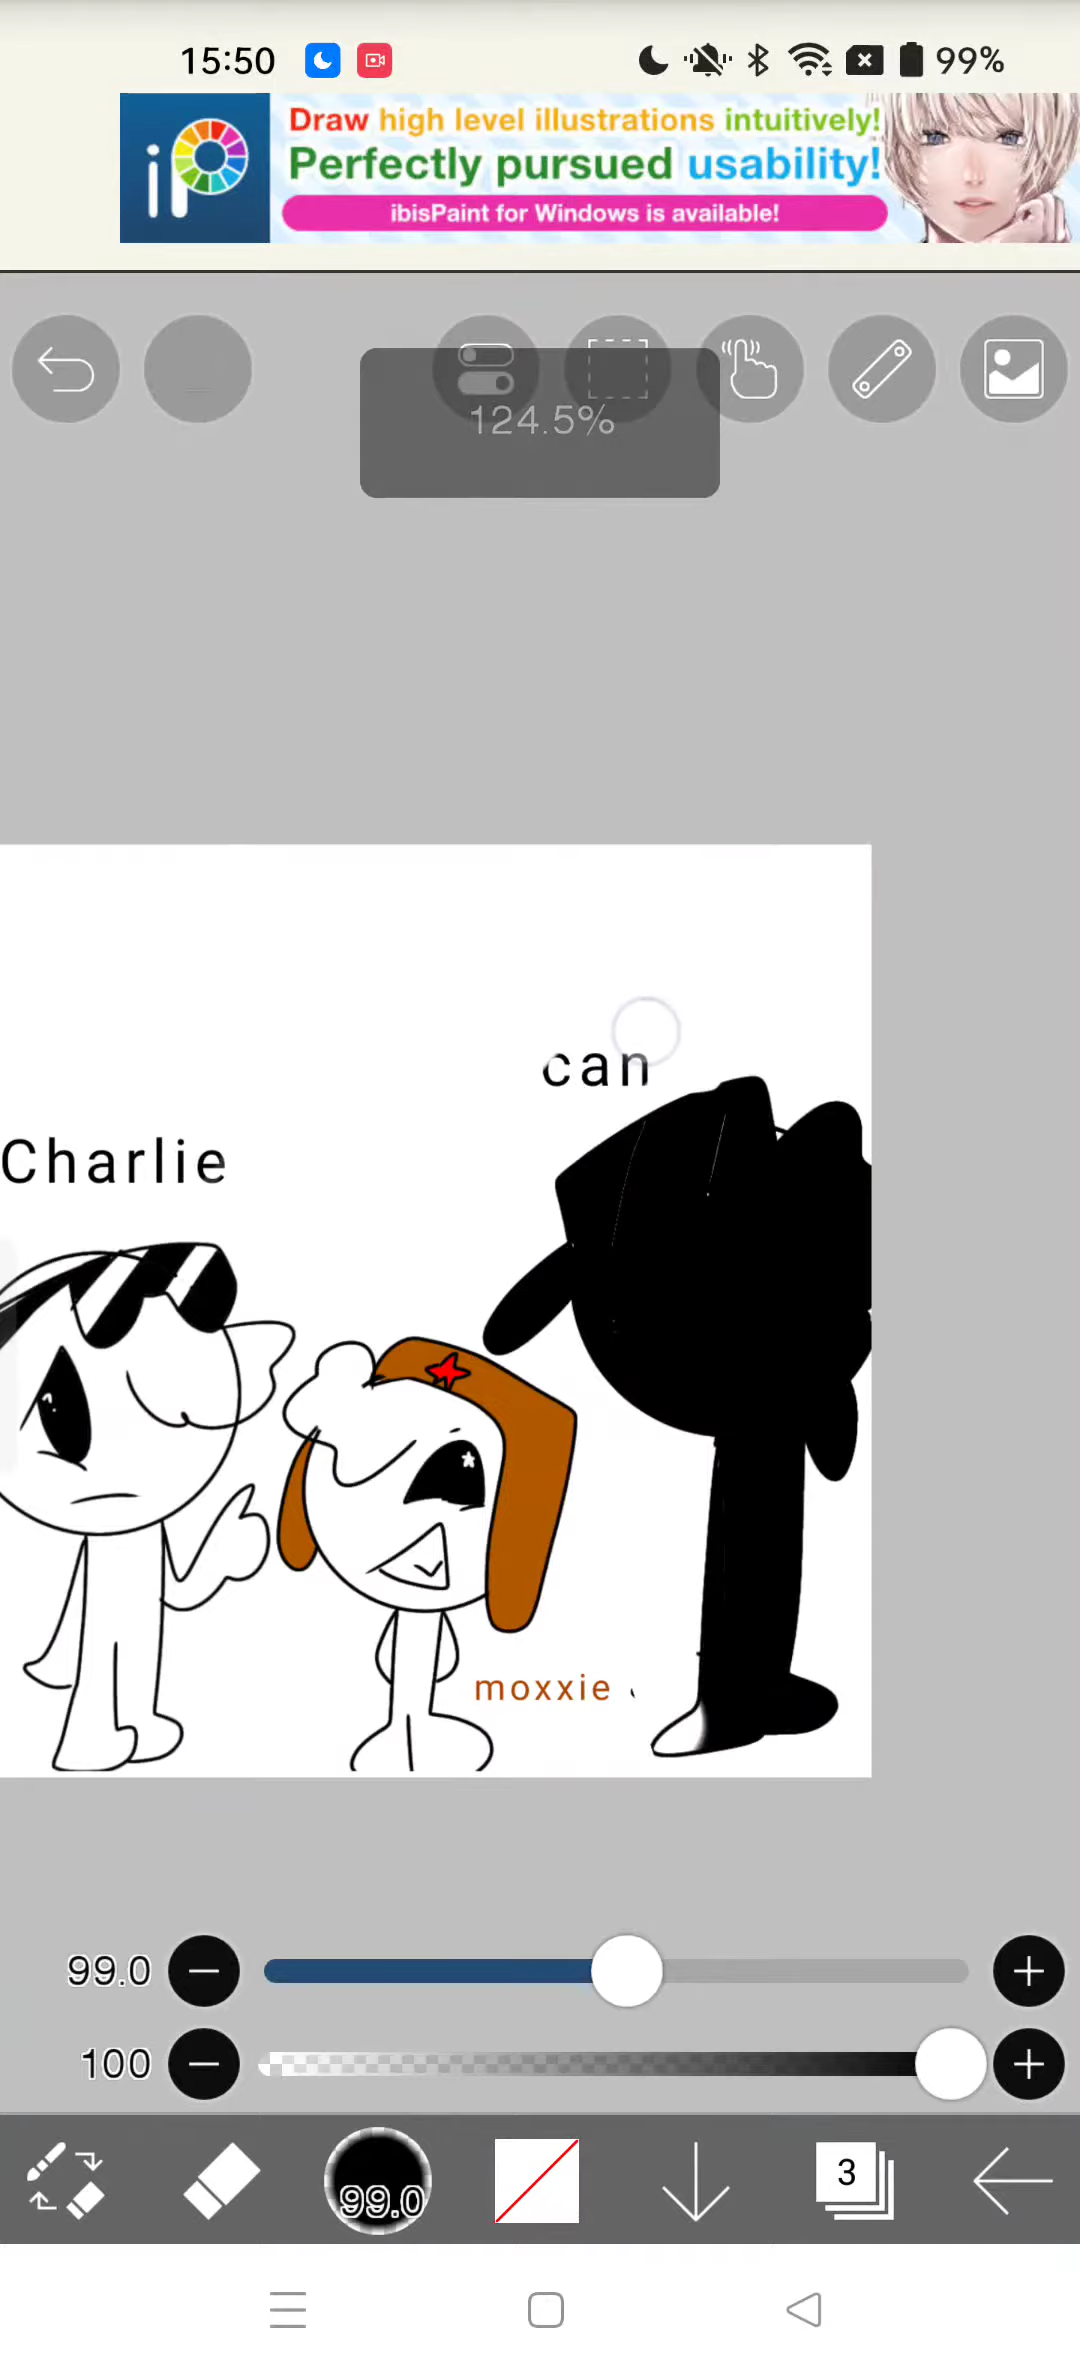 15:50
99%
iP
Draw high level illustrations intuitively!
Perfectly pursued usability!
ibisPaint for Windows is available!
124.5%
can
Charlie
moxxie
99.0
100
99.0
3